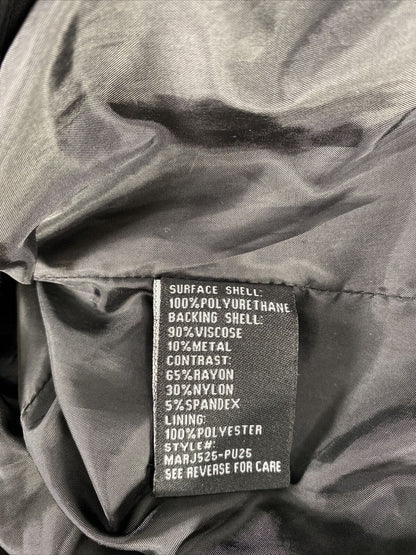 SURFACE SHELL:
100%POLYURETHANE
BACKING SHELL:
90%VISCOSE
10%METAL
CONTRAST:
65%RAYON
30%NYLON
5%SPANDEX
LINING:
100%POLYESTER
STYLE#:
MARJ525-PU25
SEE REVERSE FOR CARE